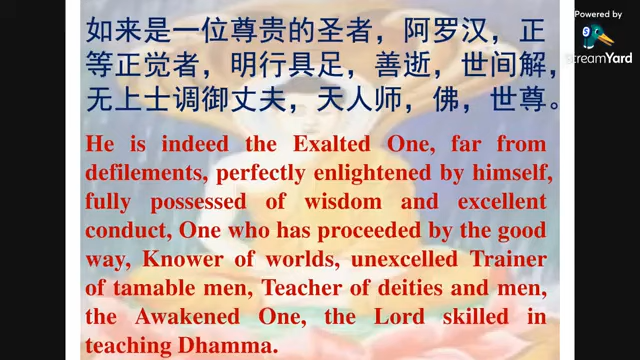 如来是一位尊贵的圣者，阿罗汉，正
等正觉者，明行具足，善逝，世间解，
无上士调御丈夫，天人师，佛，世尊。
He is indeed the Exalted One, far from
defilements, perfectly enlightened by himself,
fully possessed of wisdom and excellent
conduct, One who has proceeded by the good
way, Knower of worlds, unexcelled Trainer
of tamable men, Teacher of deities and men,
the Awakened One, the Lord skilled in
teaching Dhamma.
Powered by
StreamYard